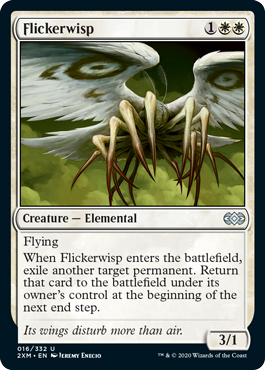 Flickerwisp 1
Creature — Elemental
Flying
When Flickerwisp enters the battlefield,
exile another target permanent. Return
that card to the battlefield under its
owner's control at the beginning of the
next end step.
Its wings disturb more than air.
3/1
016/332 U
2XM • EN Jeremy Enecio
™ & © 2020 Wizards of the Coast